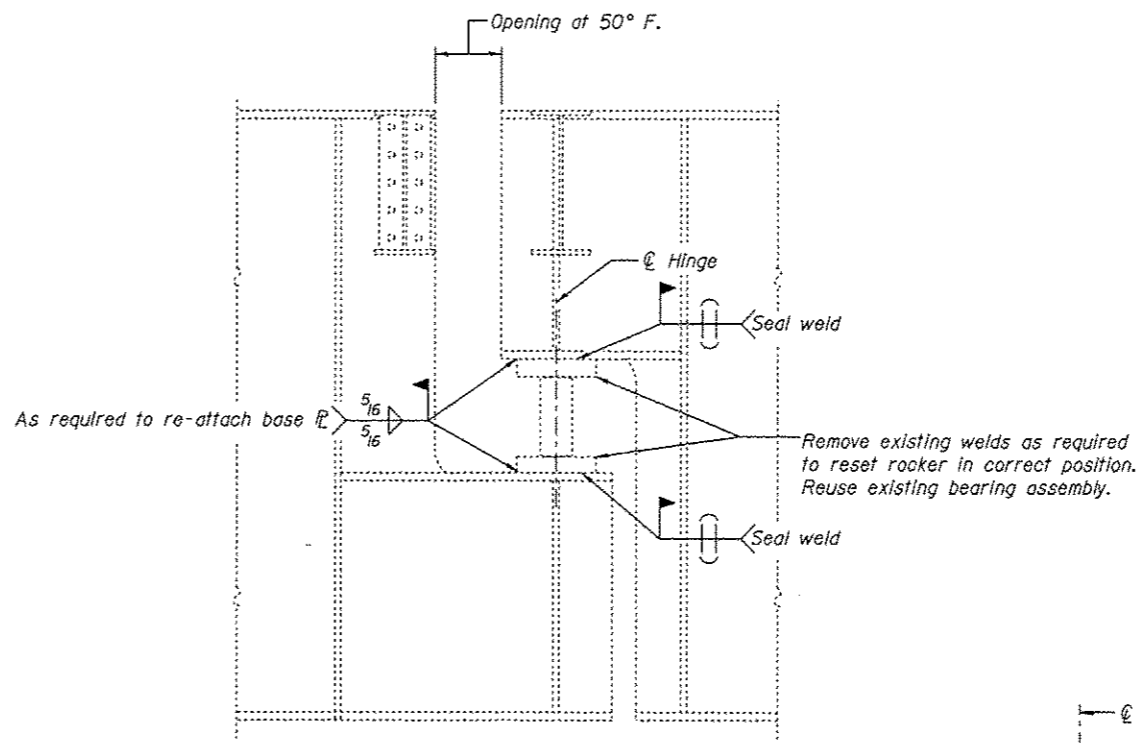 Opening at 50° F.
℄ Hinge
Seal weld
5/16
5/16
As required to re-attach base ⅊
Remove existing welds as required
to reset rocker in correct position.
Reuse existing bearing assembly.
Seal weld
℄